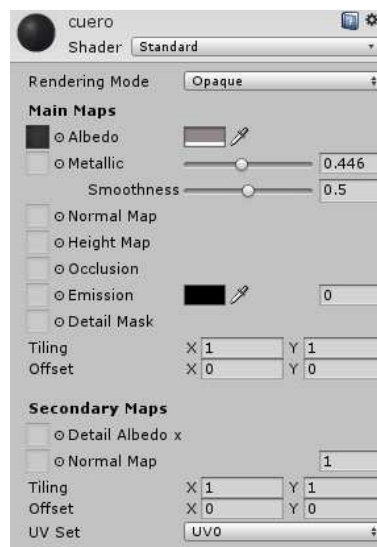 cuero
Shader Standard
Rendering Mode Opaque
Main Maps
Albedo
Metallic 0.446
Smoothness 0.5
Normal Map
Height Map
Occlusion
Emission 0
Detail Mask
Tiling X 1 Y 1
Offset X 0 Y 0
Secondary Maps
Detail Albedo x
Normal Map 1
Tiling X 1 Y 1
Offset X 0 Y 0
UV Set UV0